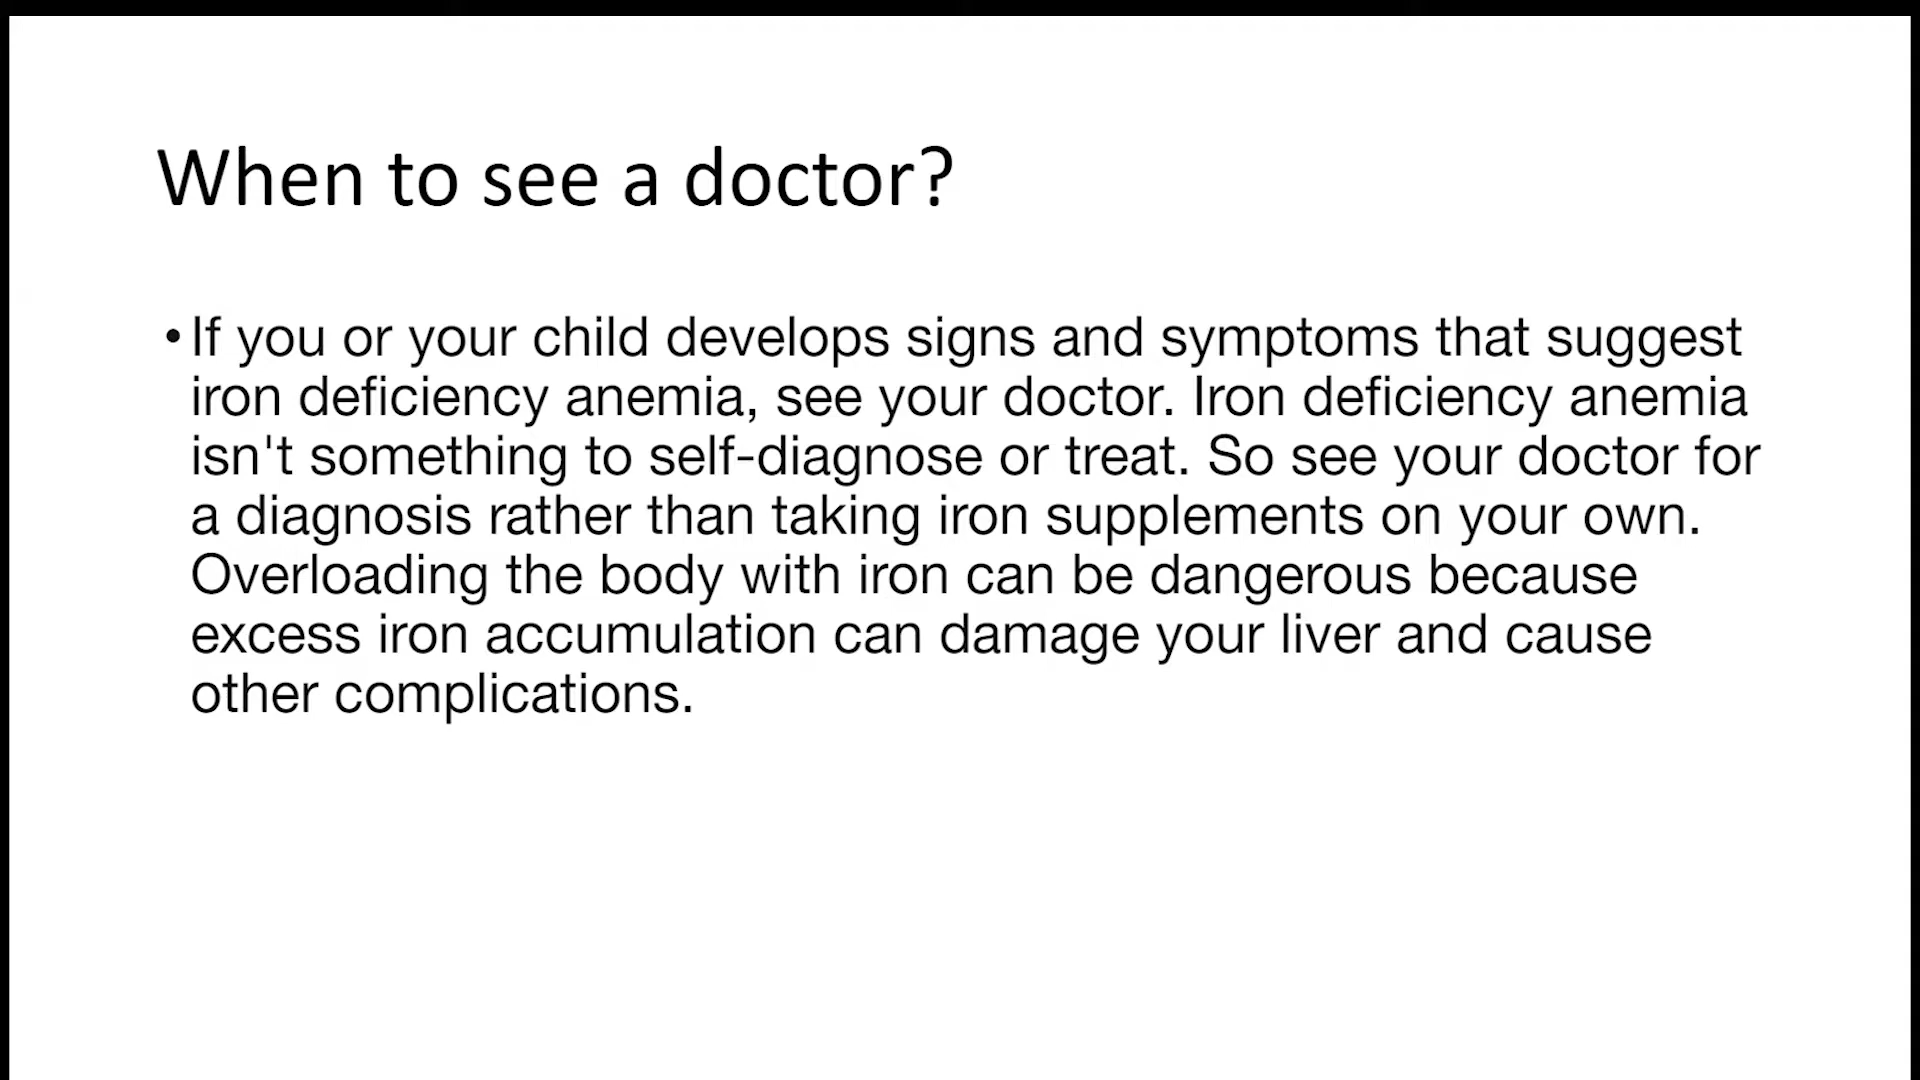 When to see a doctor?
•If you or your child develops signs and symptoms that suggest
iron deficiency anemia, see your doctor. Iron deficiency anemia
isn't something to self-diagnose or treat. So see your doctor for
a diagnosis rather than taking iron supplements on your own.
Overloading the body with iron can be dangerous because
excess iron accumulation can damage your liver and cause
other complications.